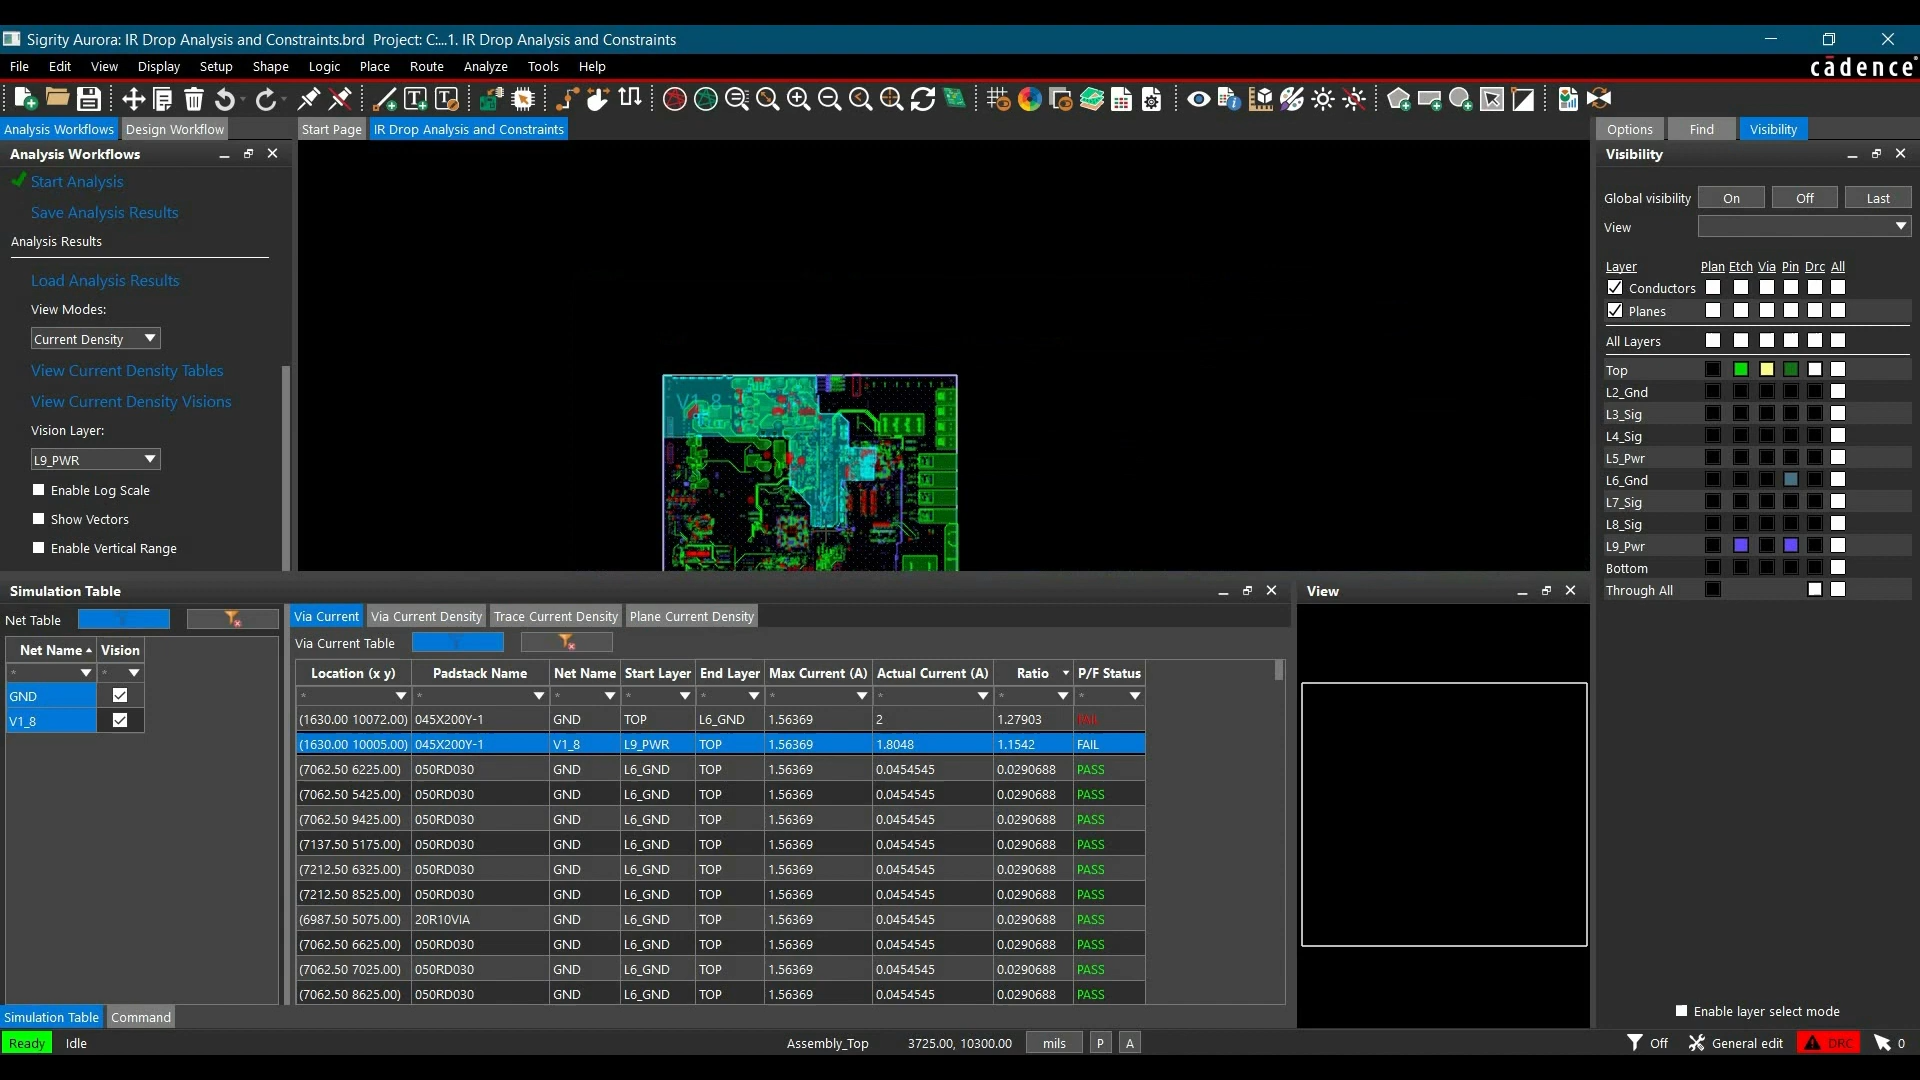 Sigrity Aurora: IR Drop Analysis and Constraints.brd  Project: C:...1. IR Drop Analysis and Constraints
File Edit View Display Setup Shape Logic Place Route Analyze Tools Help
cādence
Analysis Workflows Design Workflow Start Page IR Drop Analysis and Constraints Options Find Visibility
Analysis Workflows
Start Analysis
Save Analysis Results
Analysis Results
Load Analysis Results
View Modes:
Current Density
View Current Density Tables
View Current Density Visions
Vision Layer:
L9_PWR
Enable Log Scale
Show Vectors
Enable Vertical Range
V1_8
Visibility
Global visibility On Off Last
View
Layer Plan Etch Via Pin Drc All
Conductors
Planes
All Layers
Top
L2_Gnd
L3_Sig
L4_Sig
L5_Pwr
L6_Gnd
L7_Sig
L8_Sig
L9_Pwr
Bottom
Through All
Enable layer select mode
Simulation Table
Net Table
Net Name Vision
* *
GND
V1_8
Via Current Via Current Density Trace Current Density Plane Current Density
Via Current Table
Location (x y) Padstack Name Net Name Start Layer End Layer Max Current (A) Actual Current (A) Ratio P/F Status
* * * * * * * * *
(1630.00 10072.00) 045X200Y-1 GND TOP L6_GND 1.56369 2 1.27903 FAIL
(1630.00 10005.00) 045X200Y-1 V1_8 L9_PWR TOP 1.56369 1.8048 1.1542 FAIL
(7062.50 6225.00) 050RD030 GND L6_GND TOP 1.56369 0.0454545 0.0290688 PASS
(7062.50 5425.00) 050RD030 GND L6_GND TOP 1.56369 0.0454545 0.0290688 PASS
(7062.50 9425.00) 050RD030 GND L6_GND TOP 1.56369 0.0454545 0.0290688 PASS
(7137.50 5175.00) 050RD030 GND L6_GND TOP 1.56369 0.0454545 0.0290688 PASS
(7212.50 6325.00) 050RD030 GND L6_GND TOP 1.56369 0.0454545 0.0290688 PASS
(7212.50 8525.00) 050RD030 GND L6_GND TOP 1.56369 0.0454545 0.0290688 PASS
(6987.50 5075.00) 20R10VIA GND L6_GND TOP 1.56369 0.0454545 0.0290688 PASS
(7062.50 6625.00) 050RD030 GND L6_GND TOP 1.56369 0.0454545 0.0290688 PASS
(7062.50 7025.00) 050RD030 GND L6_GND TOP 1.56369 0.0454545 0.0290688 PASS
(7062.50 8625.00) 050RD030 GND L6_GND TOP 1.56369 0.0454545 0.0290688 PASS
View
Simulation Table Command
Ready Idle Assembly_Top 3725.00, 10300.00 mils P A Off General edit DRC 0